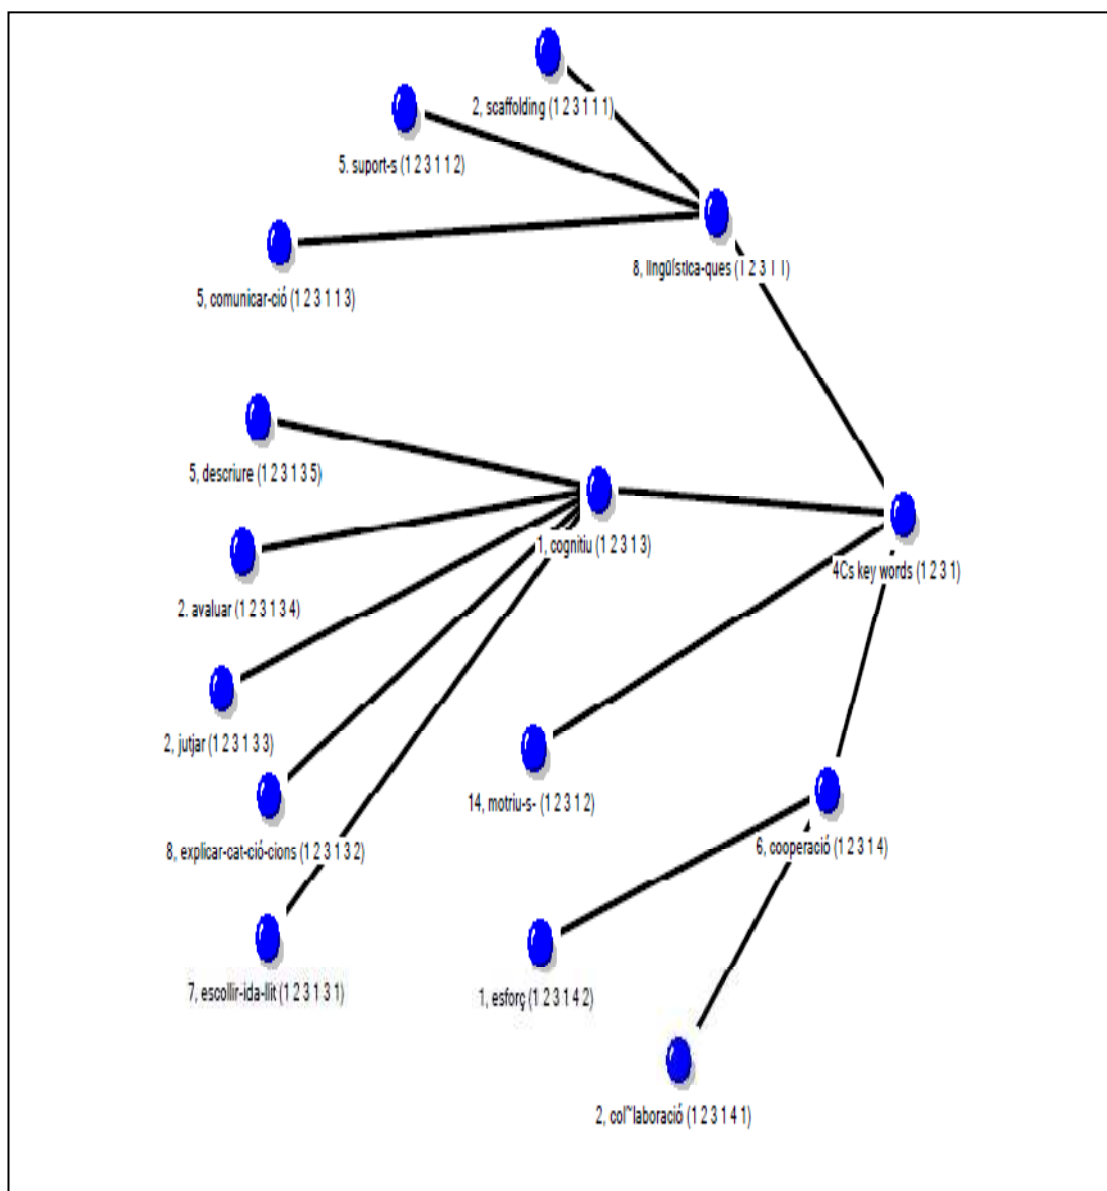 2, scaffolding (1 2 3 1 1 1)
5. suport-s (1 2 3 1 1 2)
8, lingüística-ques (1 2 3 1 1)
5, comunicar-ció (1 2 3 1 1 3)
5, descriure (1 2 3 1 3 5)
1, cognitiu (1 2 3 1 3)
4Cs key words (1 2 3 1)
2. avaluar (1 2 3 1 3 4)
2, jutjar (1 2 3 1 3 3)
14, motriu-s- (1 2 3 1 2)
8, explicar-cat-ció-cions (1 2 3 1 3 2)
6, cooperació (1 2 3 1 4)
7, escollir-ida-llit (1 2 3 1 3 1)
1, esforç (1 2 3 1 4 2)
2, col~laboració (1 2 3 1 4 1)